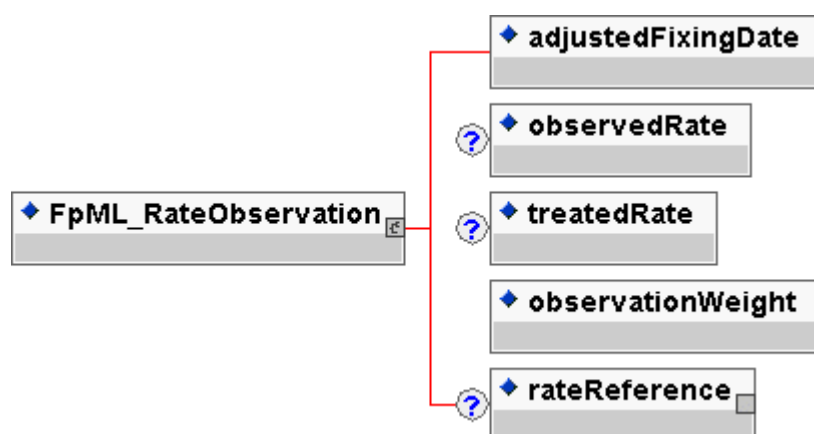 adjustedFixingDate
? observedRate
FpML_RateObservation
? treatedRate
observationWeight
? rateReference